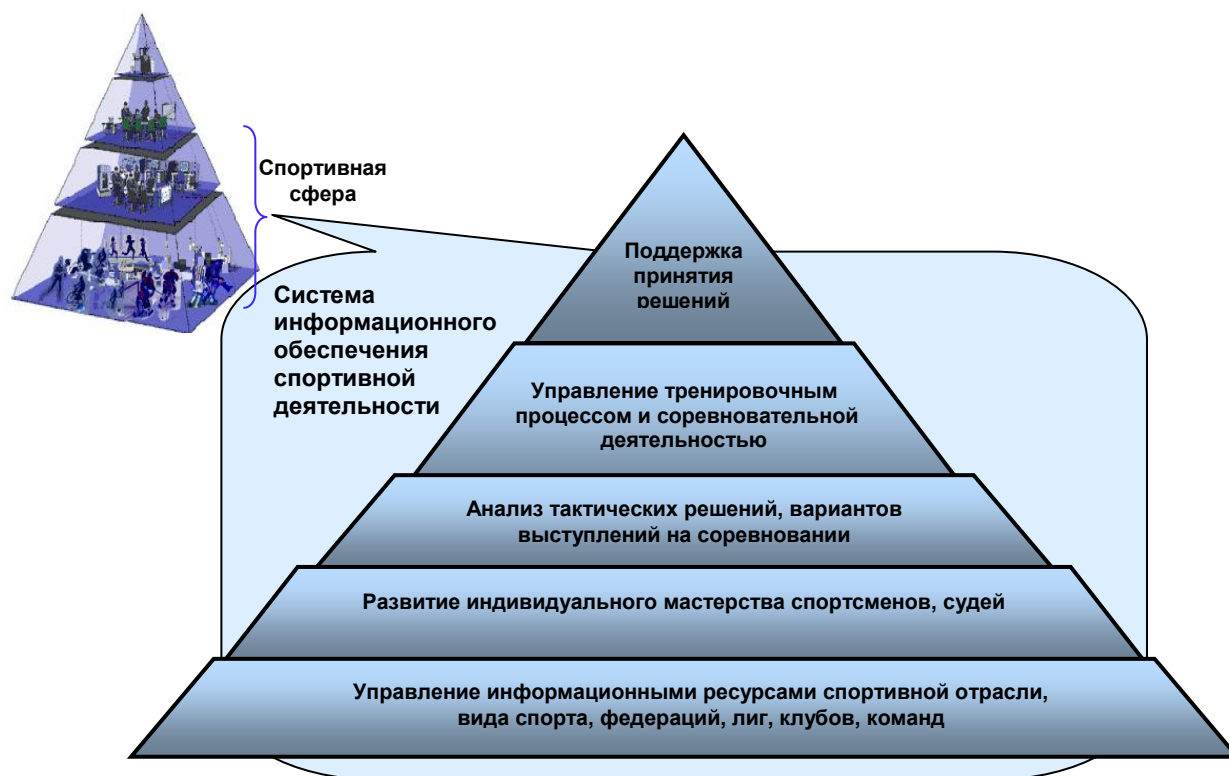 Спортивная
сфера
Система
информационного
обеспечения
спортивной
деятельности
Поддержка
принятия
решений
Управление тренировочным
процессом и соревновательной
деятельностью
Анализ тактических решений, вариантов
выступлений на соревновании
Развитие индивидуального мастерства спортсменов, судей
Управление информационными ресурсами спортивной отрасли,
вида спорта, федераций, лиг, клубов, команд